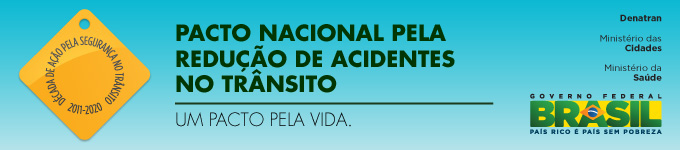 DÉCADA DE AÇÃO PELA SEGURANÇA NO TRÂNSITO
2011-2020
PACTO NACIONAL PELA
REDUÇÃO DE ACIDENTES
NO TRÂNSITO
UM PACTO PELA VIDA.
Denatran
Ministério das
Cidades
Ministério da
Saúde
GOVERNO FEDERAL
BRASIL
PAÍS RICO É PAÍS SEM POBREZA